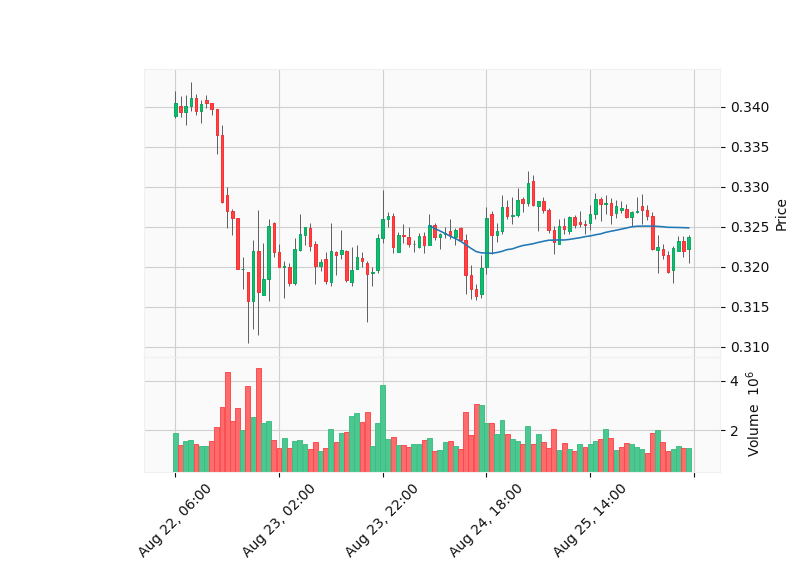 0.340
0.335
0.330
0.325
0.320
0.315
0.310
Price
4
2
Volume 10^6
Aug 22, 06:00
Aug 23, 02:00
Aug 23, 22:00
Aug 24, 18:00
Aug 25, 14:00